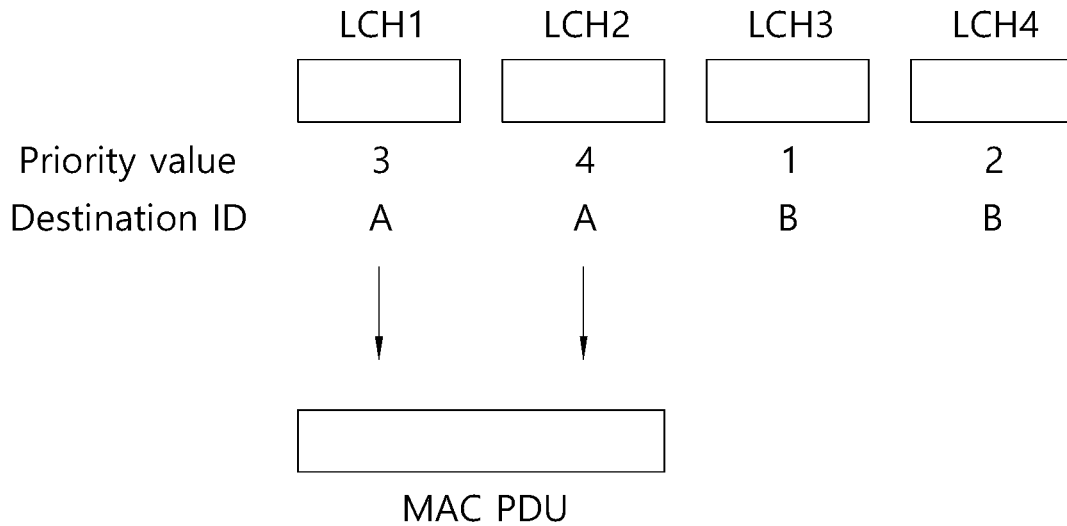 LCH1 LCH2 LCH3 LCH4
Priority value 3 4 1 2
Destination ID A A B B
MAC PDU